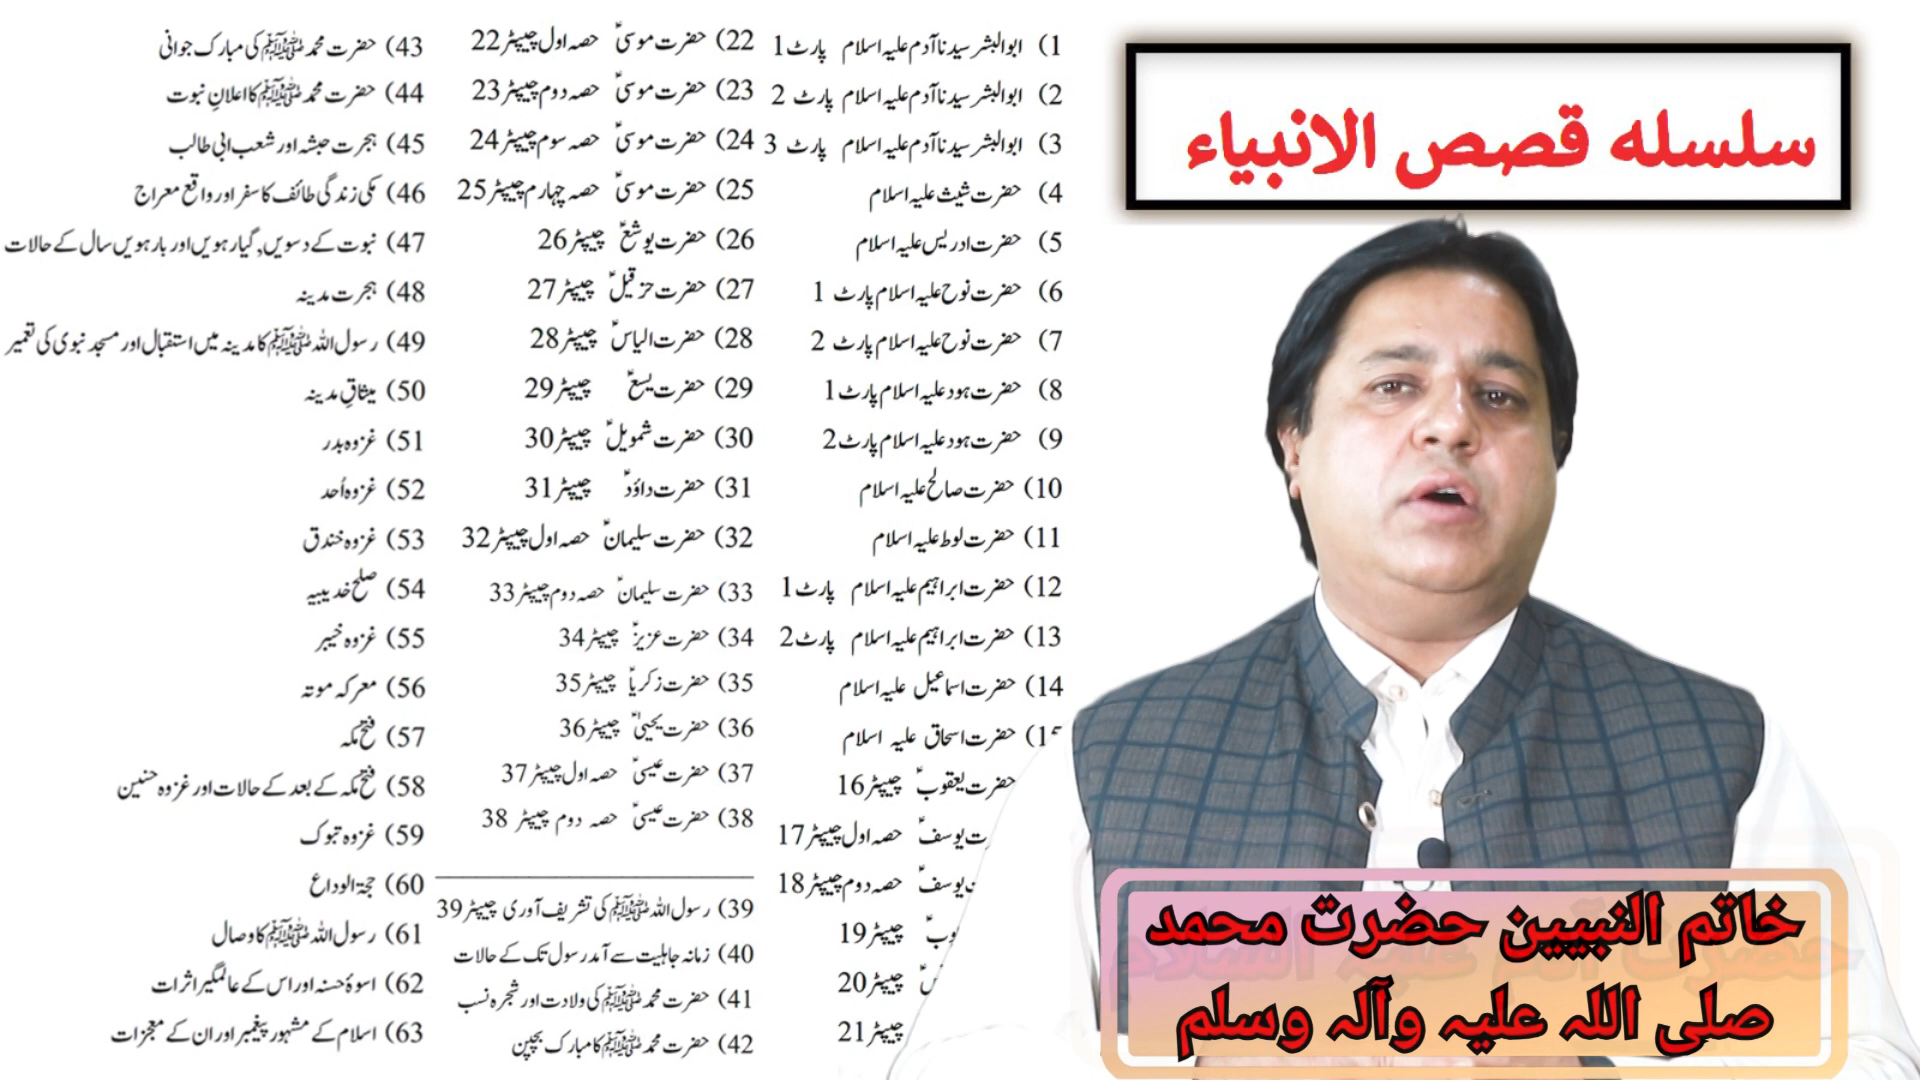 سلسلہ قصص الانبیاء
1) ابوالبشر سیدنا آدم علیہ اسلام پارٹ 1
2) ابوالبشر سیدنا آدم علیہ اسلام پارٹ 2
3) ابوالبشر سیدنا آدم علیہ اسلام پارٹ 3
4) حضرت شیث علیہ اسلام
5) حضرت ادریس علیہ اسلام
6) حضرت نوح علیہ اسلام پارٹ 1
7) حضرت نوح علیہ اسلام پارٹ 2
8) حضرت ہود علیہ اسلام پارٹ 1
9) حضرت ہود علیہ اسلام پارٹ 2
10) حضرت صالح علیہ اسلام
11) حضرت لوط علیہ اسلام
12) حضرت ابراہیم علیہ اسلام پارٹ 1
13) حضرت ابراہیم علیہ اسلام پارٹ 2
14) حضرت اسماعیل علیہ اسلام
حضرت اسحاق علیہ اسلام
حضرت یعقوبؑ چیپٹر 16
یوسفؑ حصہ اول چیپٹر 17
یوسفؑ حصہ دوم چیپٹر 18
چیپٹر 19
چیپٹر 20
چیپٹر 21
22) حضرت موسیؑ حصہ اول چیپٹر 22
23) حضرت موسیؑ حصہ دوم چیپٹر 23
24) حضرت موسیؑ حصہ سوم چیپٹر 24
25) حضرت موسیؑ حصہ چہارم چیپٹر 25
26) حضرت یوشعؑ چیپٹر 26
27) حضرت حزقیلؑ چیپٹر 27
28) حضرت الیاسؑ چیپٹر 28
29) حضرت یسعؑ چیپٹر 29
30) حضرت شمویلؑ چیپٹر 30
31) حضرت داؤدؑ چیپٹر 31
32) حضرت سلیمانؑ حصہ اول چیپٹر 32
33) حضرت سلیمانؑ حصہ دوم چیپٹر 33
34) حضرت عزیرؑ چیپٹر 34
35) حضرت زکریاؑ چیپٹر 35
36) حضرت یحییٰؑ چیپٹر 36
37) حضرت عیسیؑ حصہ اول چیپٹر 37
38) حضرت عیسیؑ حصہ دوم چیپٹر 38
39) رسول اللہ ﷺ کی تشریف آوری چیپٹر 39
40) زمانہ جاہلیت سے آمد رسول تک کے حالات
41) حضرت محمد ﷺ کی ولادت اور شجرہ نسب
42) حضرت محمد ﷺ کا مبارک بچپن
43) حضرت محمد ﷺ کی مبارک جوانی
44) حضرت محمد ﷺ کا اعلانِ نبوت
45) ہجرت حبشہ اور شعب ابی طالب
46) مکی زندگی طائف کا سفر اور واقع معراج
47) نبوت کے دسویں, گیارہویں اور بارہویں سال کے حالات
48) ہجرت مدینہ
49) رسول اللہ ﷺ کا مدینہ میں استقبال اور مسجد نبوی کی تعمیر
50) میثاقِ مدینہ
51) غزوہ بدر
52) غزوہ اُحد
53) غزوہ خندق
54) صلح خدیبیہ
55) غزوہ خیبر
56) معرکہ موتہ
57) فتح مکہ
58) فتح مکہ کے بعد کے حالات اور غزوہ حنین
59) غزوہ تبوک
60) حجۃ الوداع
61) رسول اللہ ﷺ کا وصال
62) اسوۂ حسنہ اور اس کے عالمگیر اثرات
63) اسلام کے مشہور پیغمبر اور ان کے معجزات
خاتم النبیین حضرت محمد
صلی اللہ علیہ وآلہ وسلم